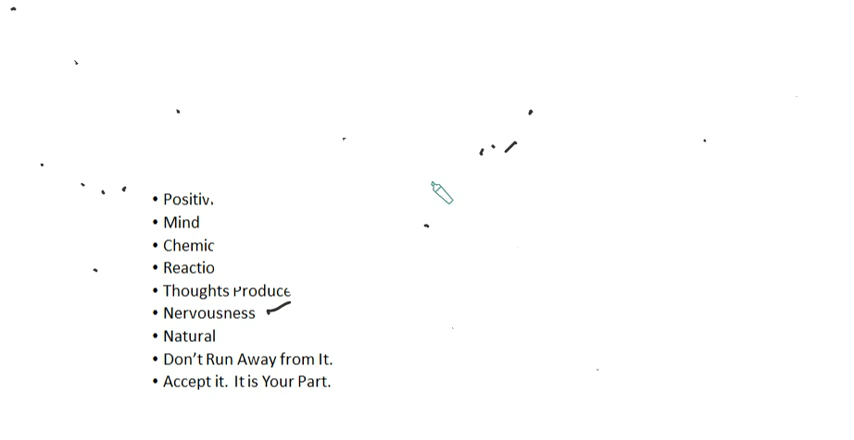 • Positiv.
• Mind
• Chemic
• Reactio
• Thoughts Produce
• Nervousness
• Natural
• Don't Run Away from It.
• Accept it. It is Your Part.